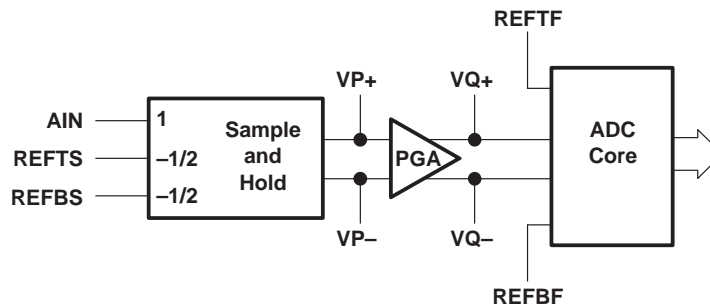 REFTF
VP+
VQ+
AIN
1
REFTS
–1/2
REFBS
–1/2
Sample
and
Hold
PGA
ADC
Core
VP–
VQ–
REFBF